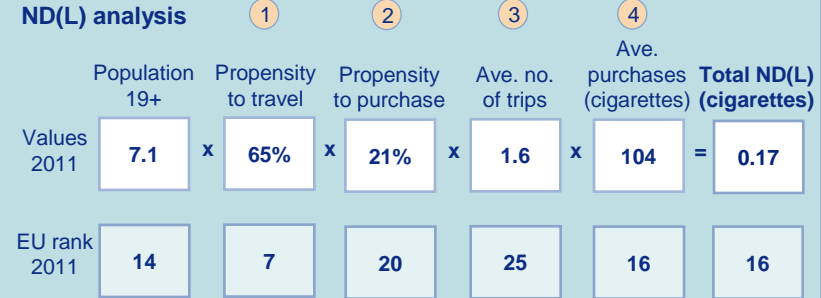 ND(L) analysis
1
2
3
4
Population
19+
Propensity
to travel
Propensity
to purchase
Ave. no.
of trips
Ave.
purchases
(cigarettes)
Total ND(L)
(cigarettes)
Values
2011
7.1 x 65% x 21% x 1.6 x 104 = 0.17
EU rank
2011
14 7 20 25 16 16